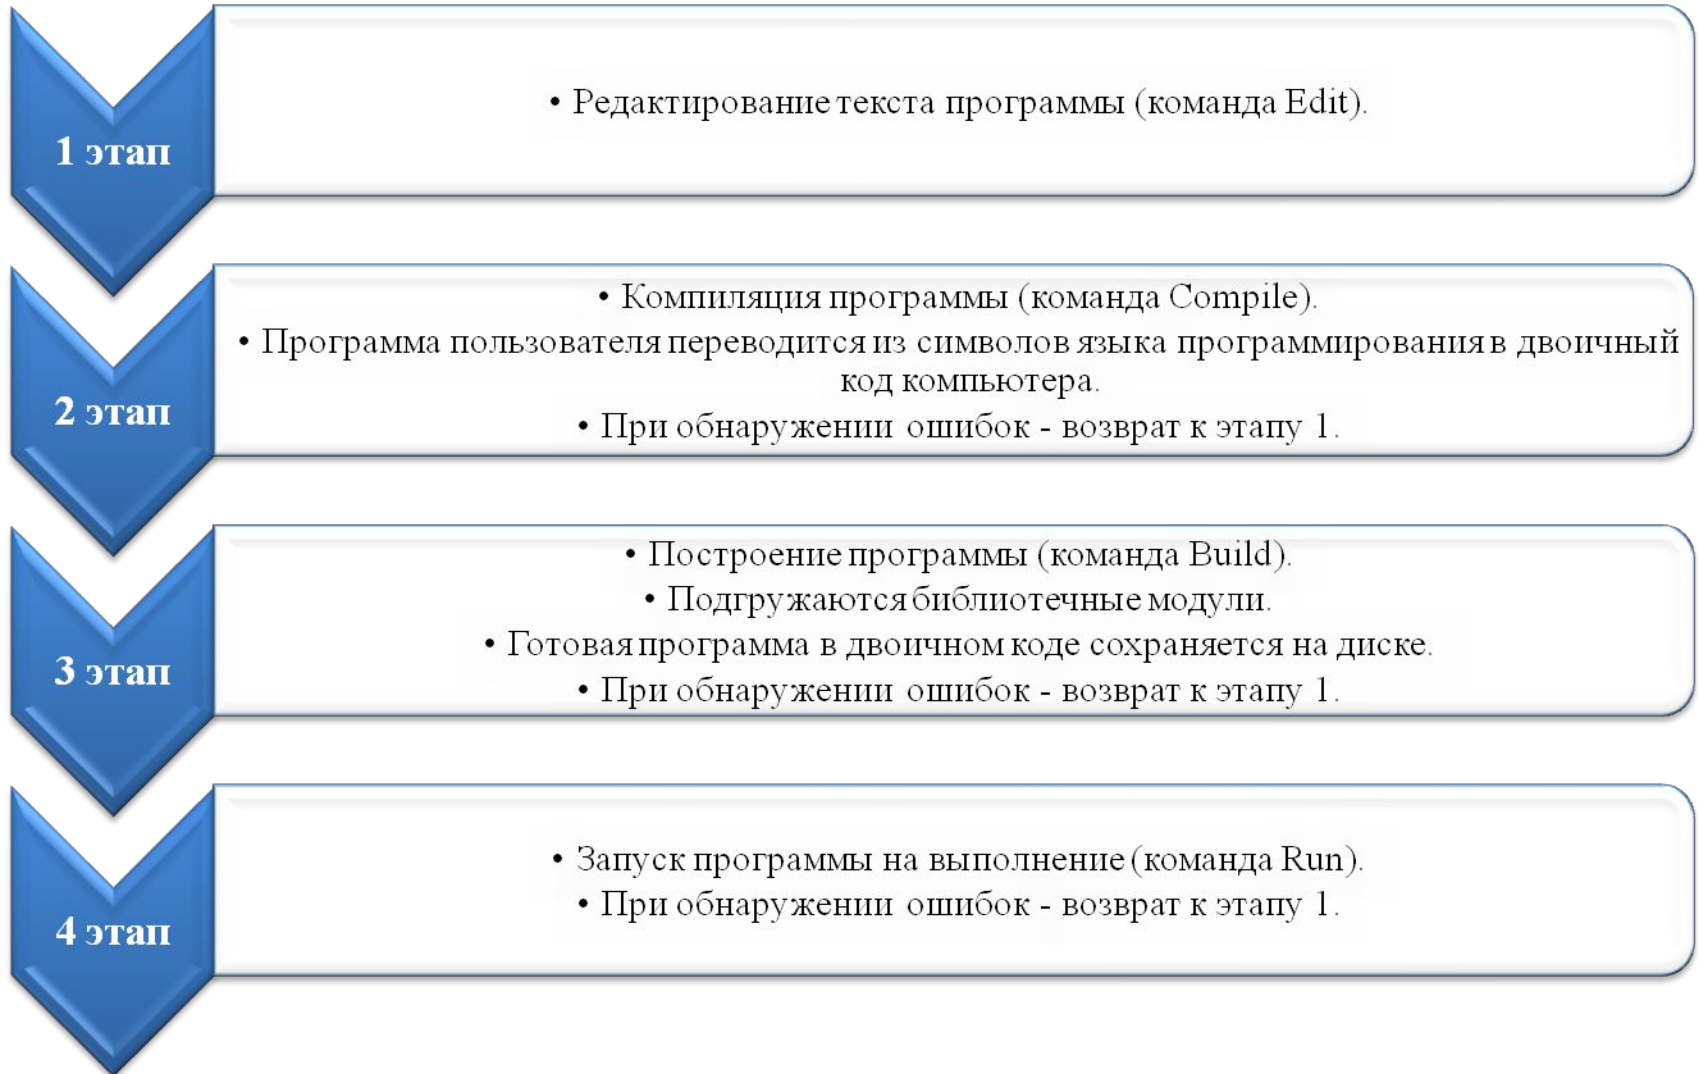 1 этап
• Редактирование текста программы (команда Edit).
2 этап
• Компиляция программы (команда Compile).
• Программа пользователя переводится из символов языка программирования в двоичный
код компьютера.
• При обнаружении ошибок - возврат к этапу 1.
3 этап
• Построение программы (команда Build).
• Подгружаются библиотечные модули.
• Готовая программа в двоичном коде сохраняется на диске.
• При обнаружении ошибок - возврат к этапу 1.
4 этап
• Запуск программы на выполнение (команда Run).
• При обнаружении ошибок - возврат к этапу 1.